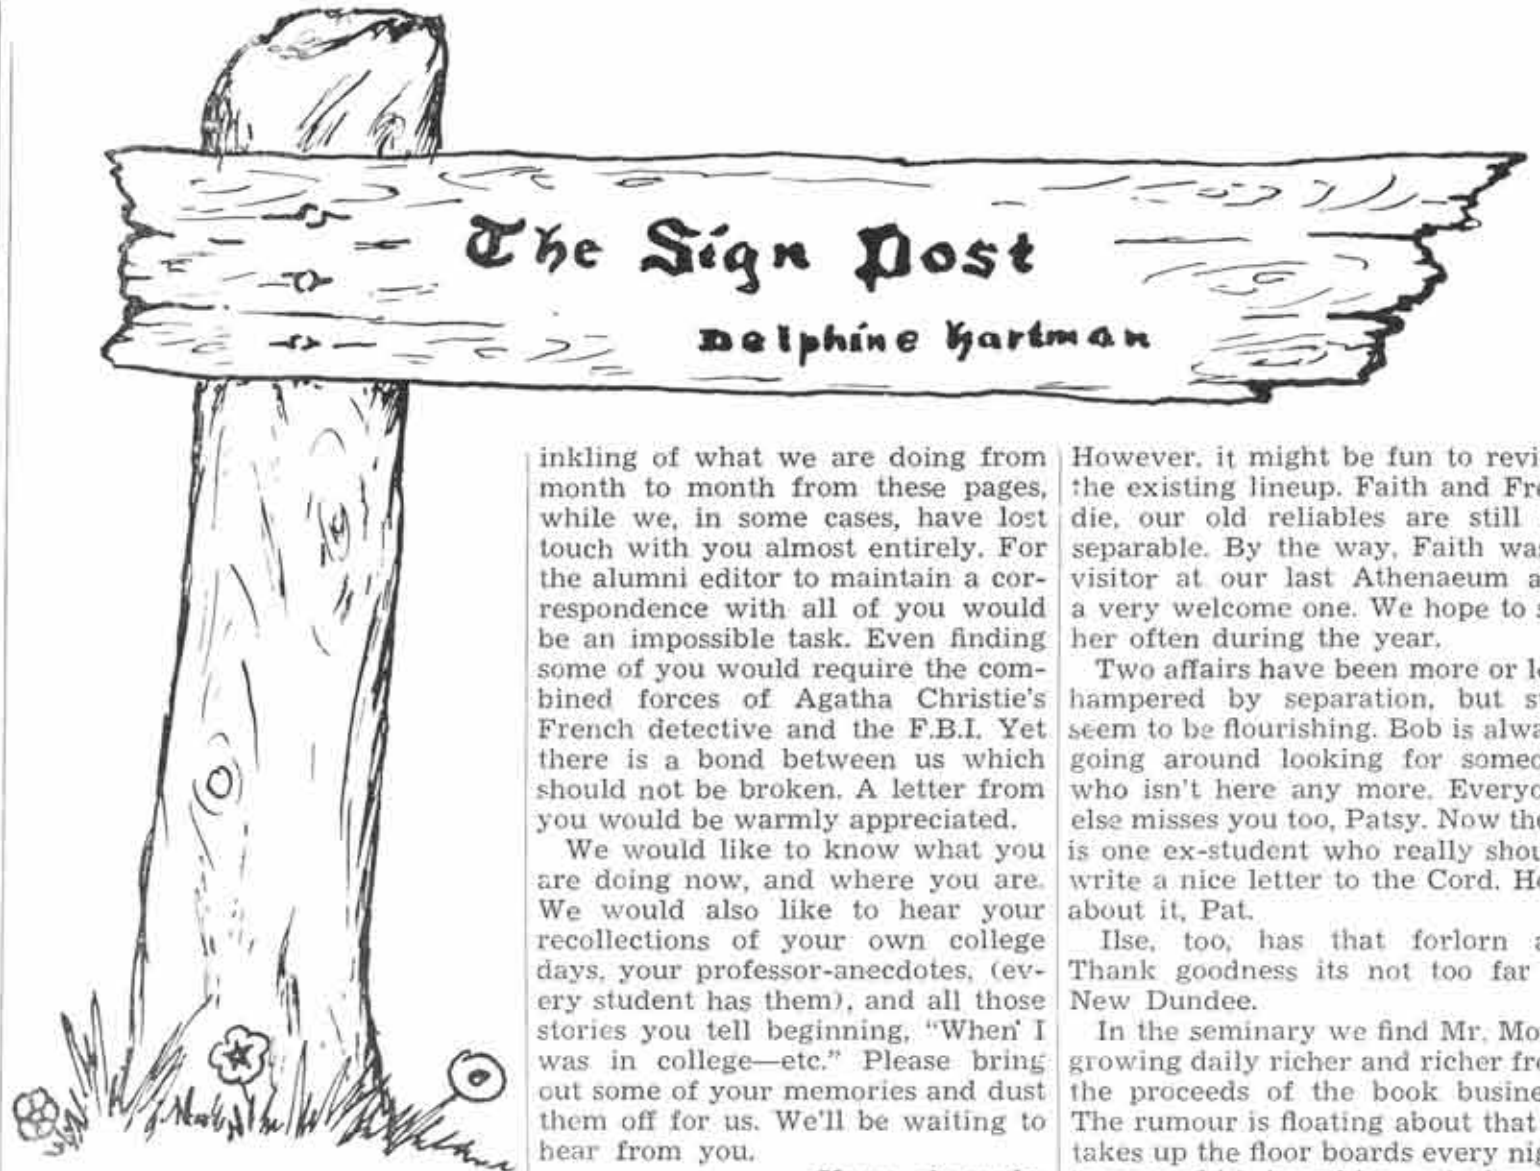 The Sign Post
Delphine Hartman
inkling of what we are doing from
month to month from these pages,
while we, in some cases, have lost
touch with you almost entirely. For
the alumni editor to maintain a cor-
respondence with all of you would
be an impossible task. Even finding
some of you would require the com-
bined forces of Agatha Christie's
French detective and the F.B.I. Yet
there is a bond between us which
should not be broken. A letter from
you would be warmly appreciated.
We would like to know what you
are doing now, and where you are.
We would also like to hear your
recollections of your own college
days, your professor-anecdotes, (ev-
ery student has them), and all those
stories you tell beginning, "When I
was in college—etc." Please bring
out some of your memories and dust
them off for us. We'll be waiting to
hear from you.
However, it might be fun to
the existing lineup. Faith and
die, our old reliables are still
separable. By the way, Faith
visitor at our last Athenaeum
a very welcome one. We hope to
her often during the year.
Two affairs have been more or
hampered by separation, but
seem to be flourishing. Bob is
going around looking for
who isn't here any more.
else misses you too, Patsy. Now
is one ex-student who really
write a nice letter to the Cord.
about it, Pat.
Ilse, too, has that forlorn
Thank goodness its not too far
New Dundee.
In the seminary we find Mr.
growing daily richer and richer
the proceeds of the book
The rumour is floating about that
takes up the floor boards every